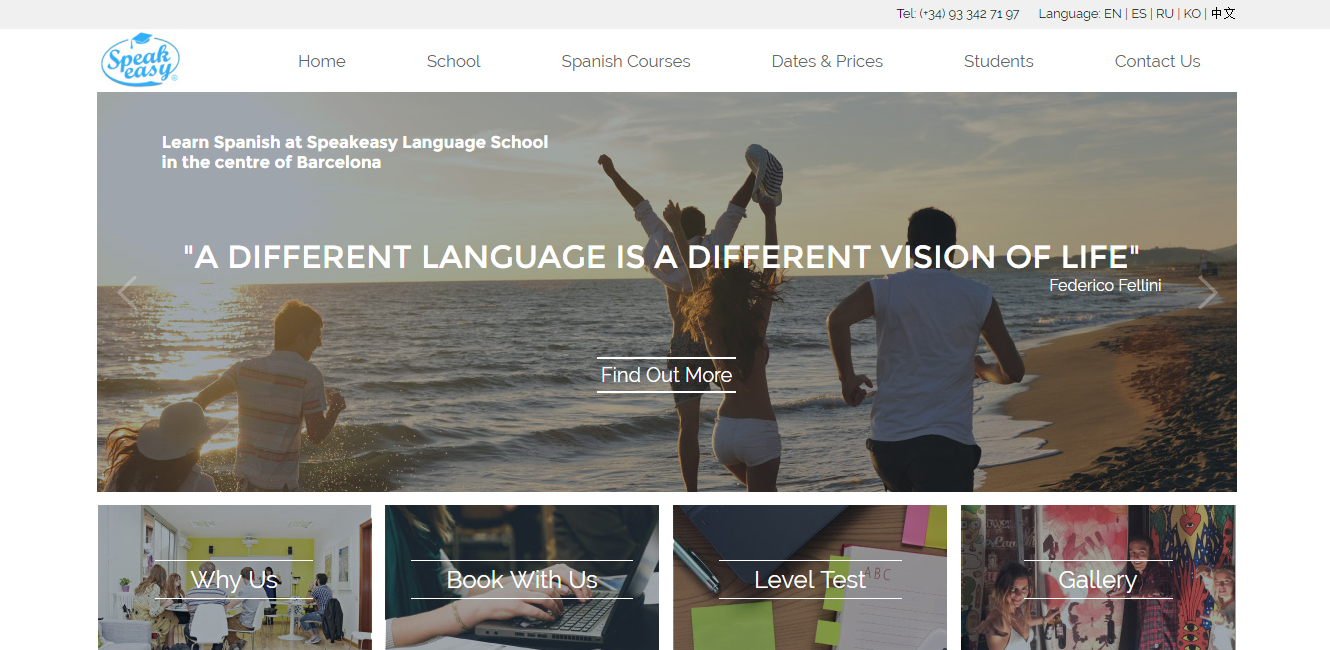 Tel: (+34) 93 342 71 97 Language: EN | ES | RU | KO | 中文
Speak
easy®
Home School Spanish Courses Dates & Prices Students Contact Us
Learn Spanish at Speakeasy Language School
in the centre of Barcelona
"A DIFFERENT LANGUAGE IS A DIFFERENT VISION OF LIFE"
Federico Fellini
Find Out More
Why Us Book With Us Level Test Gallery
ABC